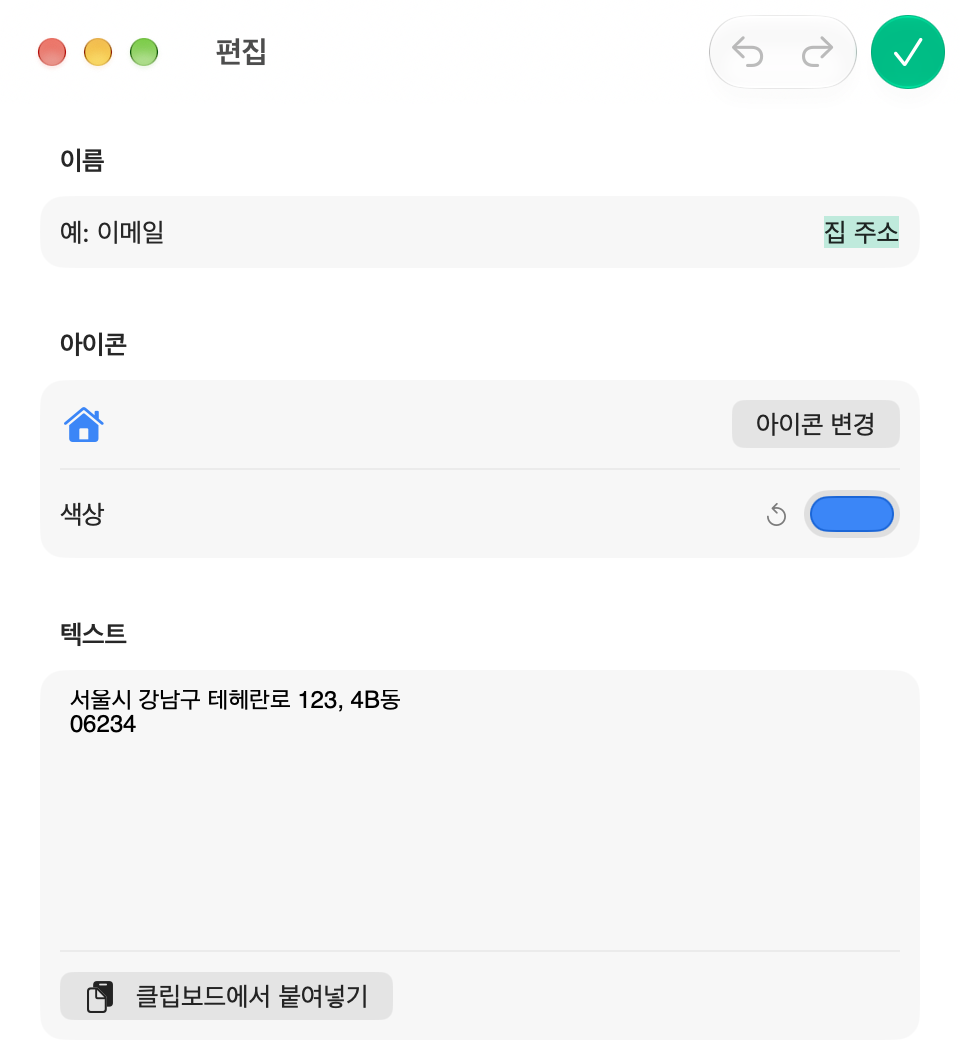 편집
이름
예: 이메일 집 주소
아이콘
아이콘 변경
색상
텍스트
서울시 강남구 테헤란로 123, 4B동
06234
클립보드에서 붙여넣기